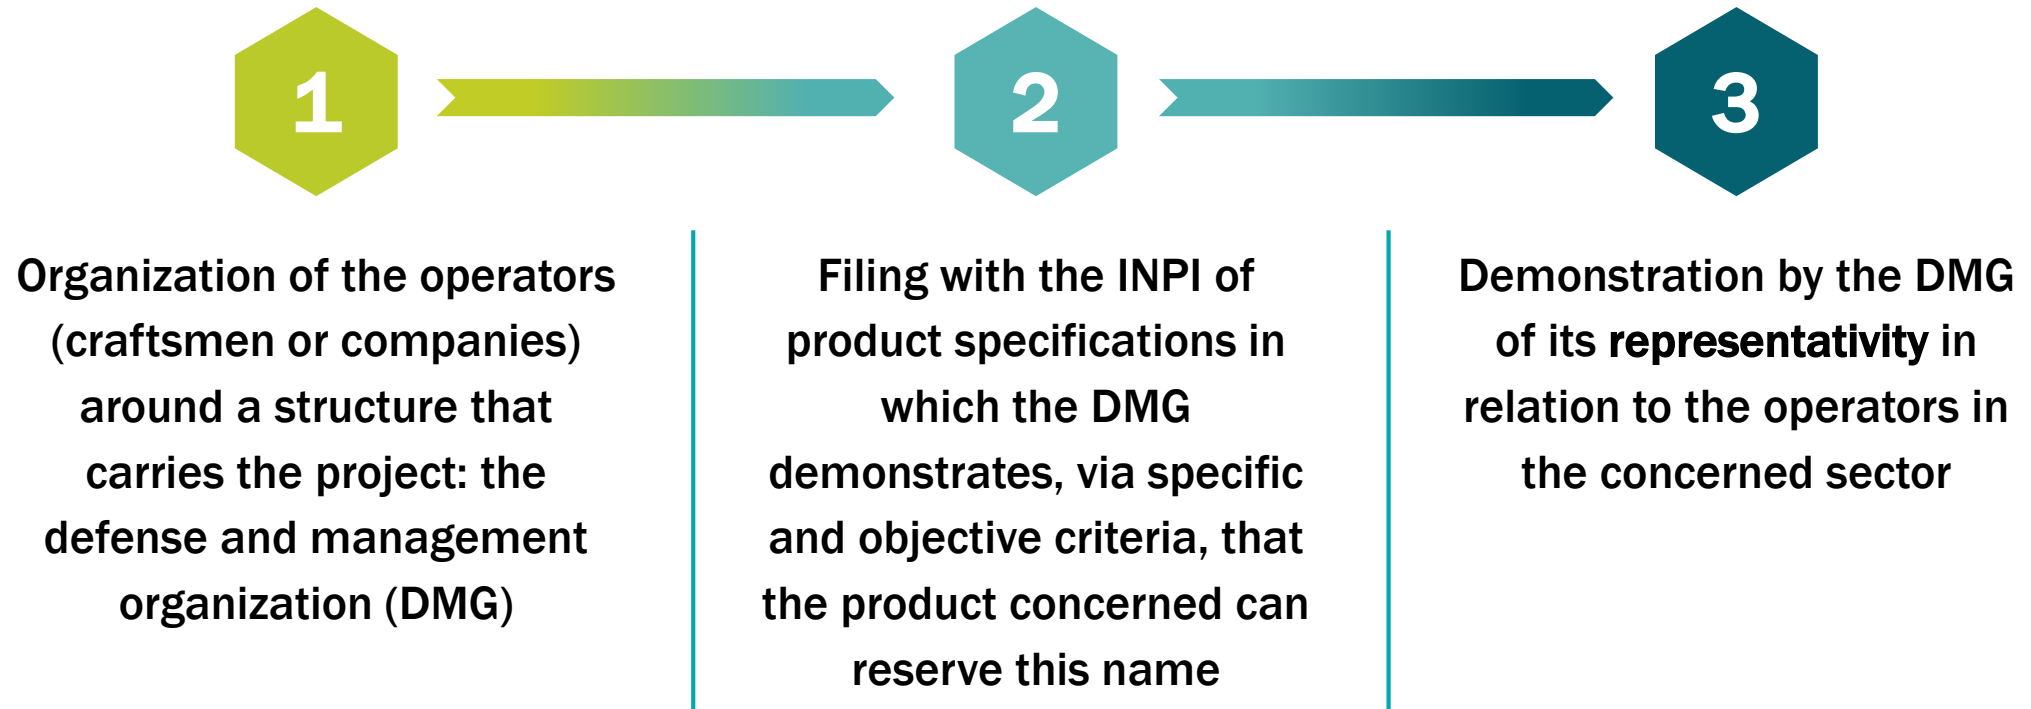 1
Organization of the operators
(craftsmen or companies)
around a structure that
carries the project: the
defense and management
organization (DMG)
2
Filing with the INPI of
product specifications in
which the DMG
demonstrates, via specific
and objective criteria, that
the product concerned can
reserve this name
3
Demonstration by the DMG
of its representativity in
relation to the operators in
the concerned sector